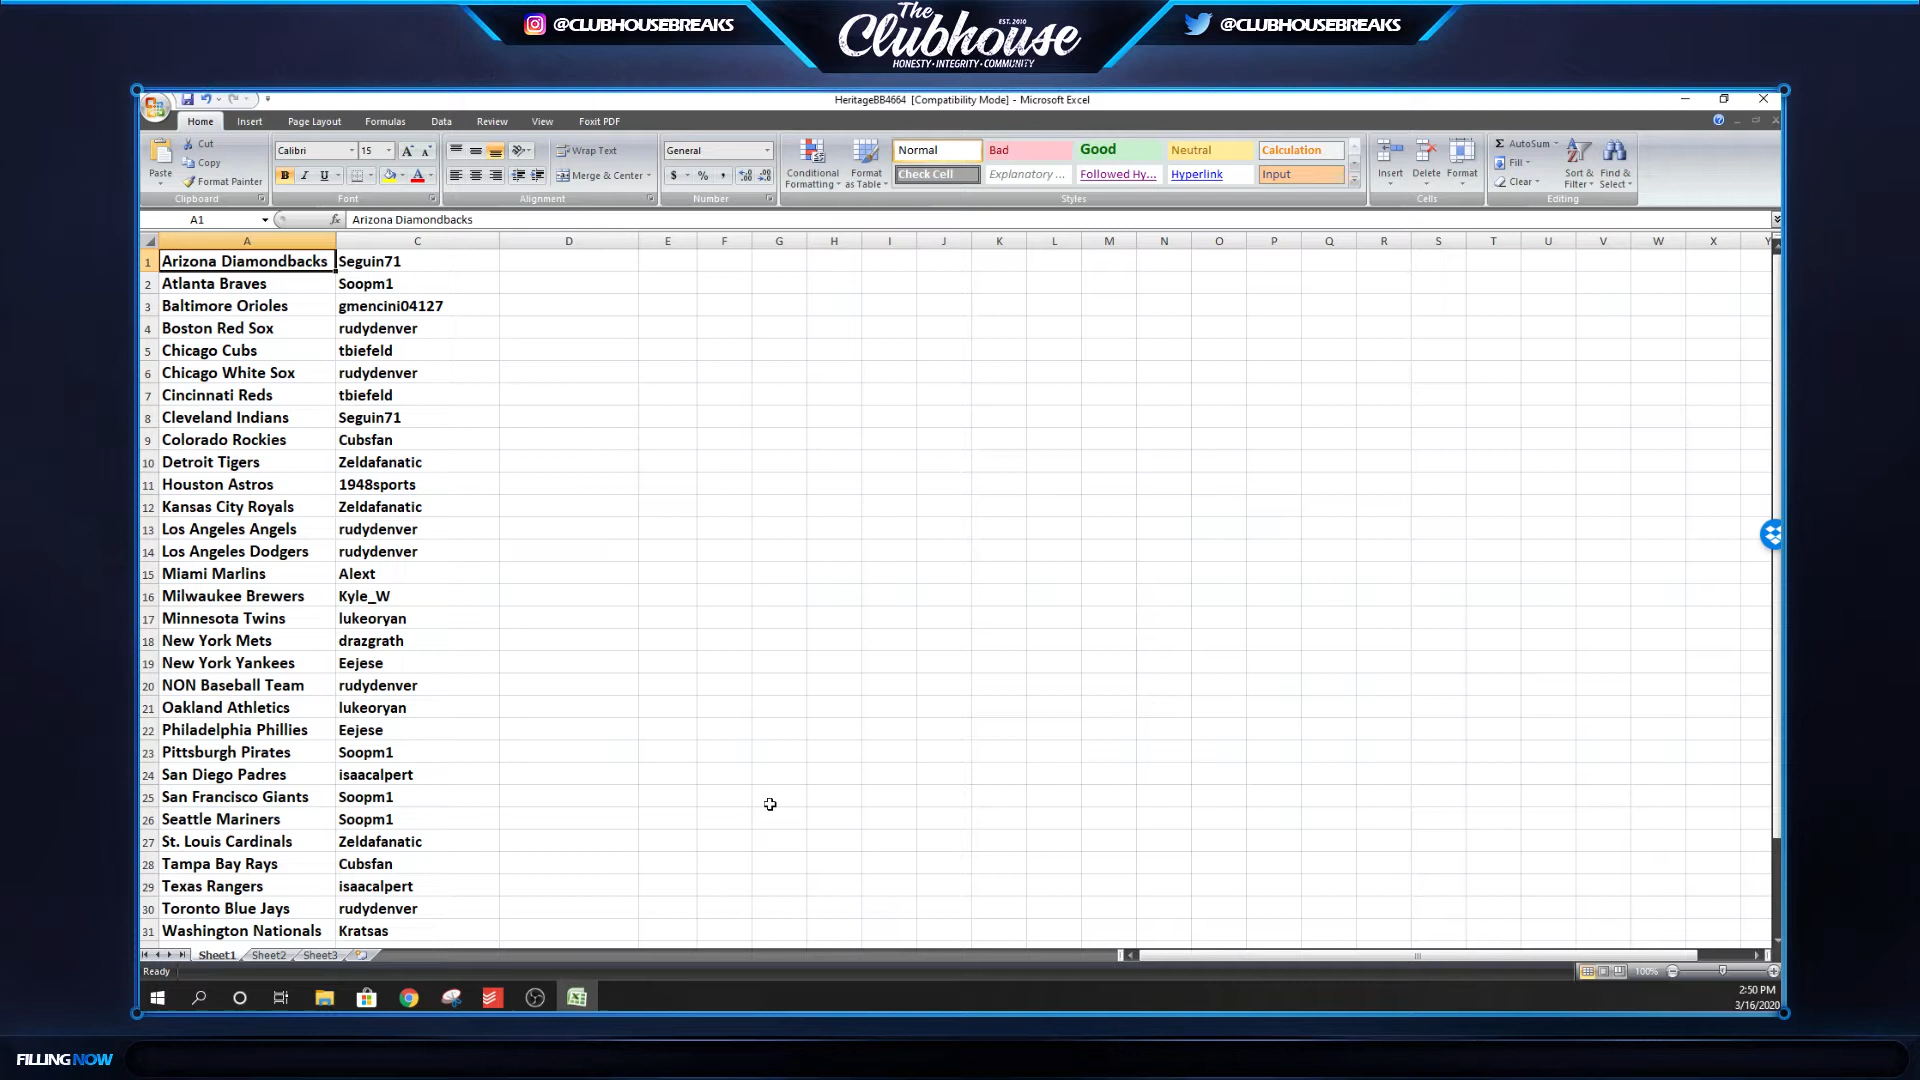 @CLUBHOUSEBREAKS
The
Clubhouse
EST. 2010
HONESTY • INTEGRITY • COMMUNITY
@CLUBHOUSEBREAKS
HeritageBB4664 [Compatibility Mode] - Microsoft Excel
Home Insert Page Layout Formulas Data Review View Foxit PDF
Paste Cut Copy Format Painter Clipboard
Calibri 15 Font
Wrap Text Merge & Center Alignment
General Number
Conditional Formatting Format as Table
Normal Bad Good Neutral Calculation
Check Cell Explanatory ... Followed Hy... Hyperlink Input
Styles
Insert Delete Format Cells
AutoSum Fill Clear Sort & Filter Find & Select Editing
A1 fx Arizona Diamondbacks
A C D E F G H I J K L M N O P Q R S T U V W X Y
1 Arizona Diamondbacks Seguin71
2 Atlanta Braves Soopm1
3 Baltimore Orioles gmencini04127
4 Boston Red Sox rudydenver
5 Chicago Cubs tbiefeld
6 Chicago White Sox rudydenver
7 Cincinnati Reds tbiefeld
8 Cleveland Indians Seguin71
9 Colorado Rockies Cubsfan
10 Detroit Tigers Zeldafanatic
11 Houston Astros 1948sports
12 Kansas City Royals Zeldafanatic
13 Los Angeles Angels rudydenver
14 Los Angeles Dodgers rudydenver
15 Miami Marlins Alext
16 Milwaukee Brewers Kyle_W
17 Minnesota Twins lukeoryan
18 New York Mets drazgrath
19 New York Yankees Eejese
20 NON Baseball Team rudydenver
21 Oakland Athletics lukeoryan
22 Philadelphia Phillies Eejese
23 Pittsburgh Pirates Soopm1
24 San Diego Padres isaacalpert
25 San Francisco Giants Soopm1
26 Seattle Mariners Soopm1
27 St. Louis Cardinals Zeldafanatic
28 Tampa Bay Rays Cubsfan
29 Texas Rangers isaacalpert
30 Toronto Blue Jays rudydenver
31 Washington Nationals Kratsas
Sheet1 Sheet2 Sheet3
Ready 100%
2:50 PM
3/16/2020
FILLING NOW